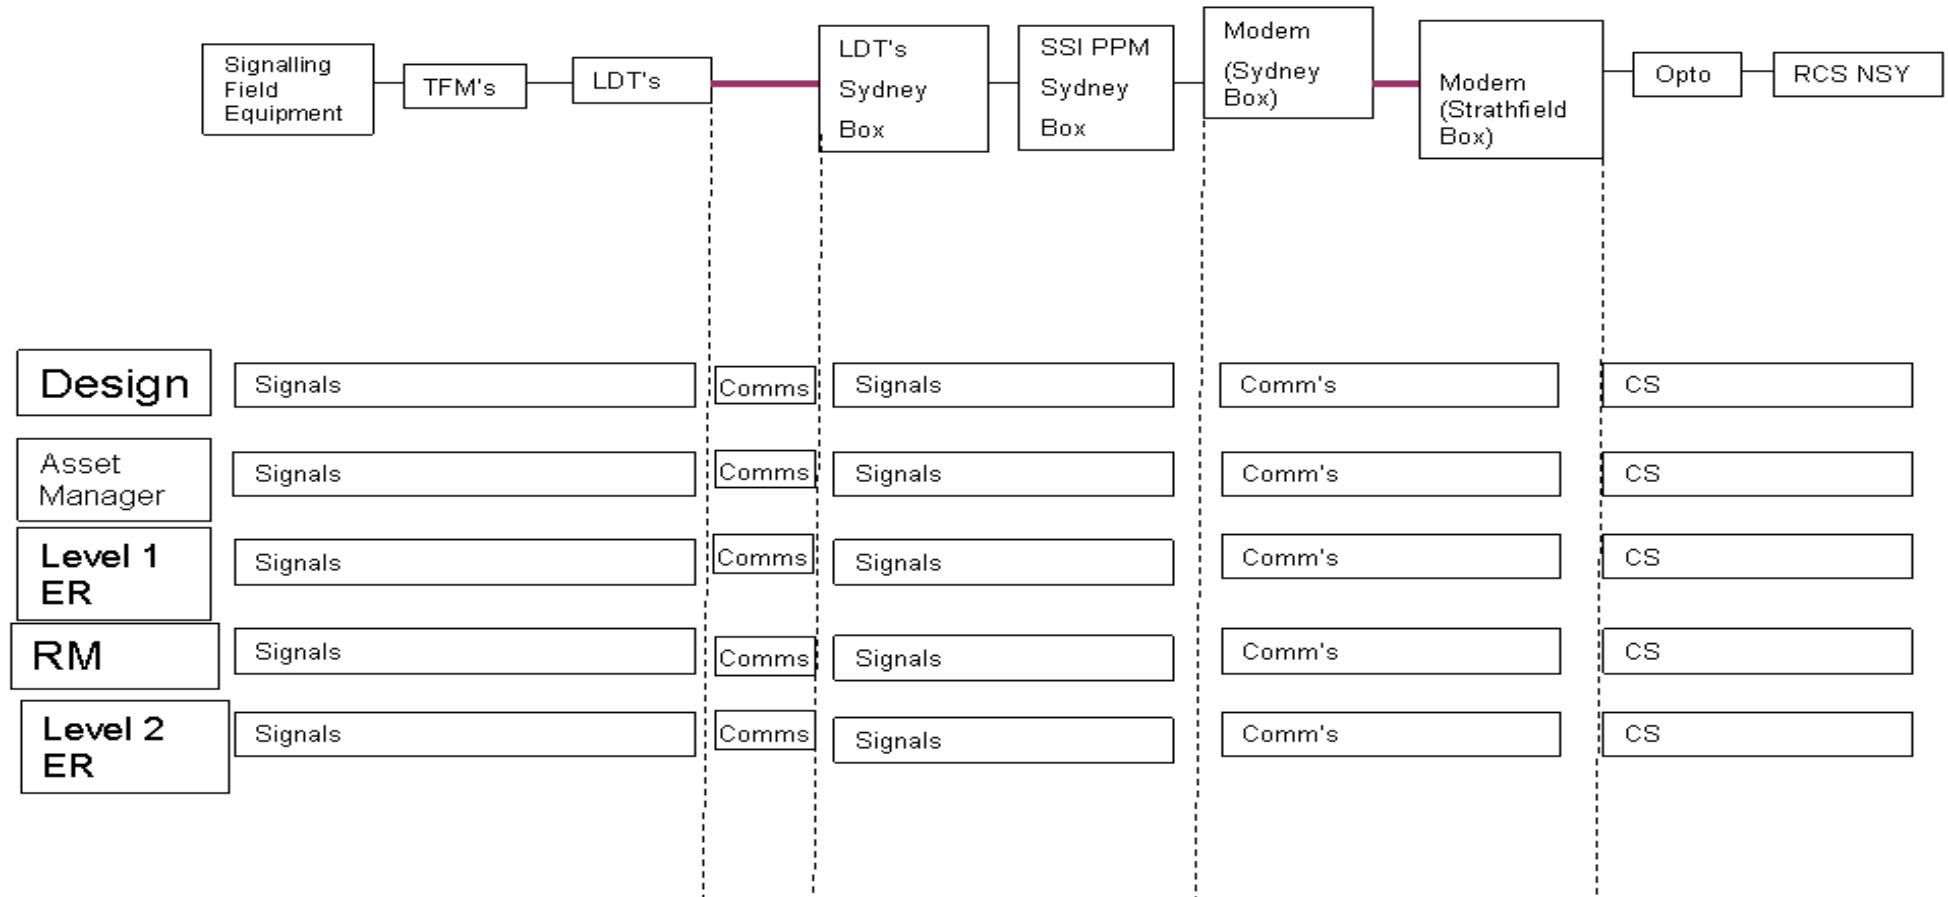 Signalling
Field
Equipment
TFM's
LDT's
LDT's
Sydney
Box
SSI PPM
Sydney
Box
Modem
(Sydney
Box)
Modem
(Strathfield
Box)
Opto
RCS NSY
Design
Signals
Comms
Signals
Comm's
CS
Asset
Manager
Signals
Comms
Signals
Comm's
CS
Level 1
ER
Signals
Comms
Signals
Comm's
CS
RM
Signals
Comms
Signals
Comm's
CS
Level 2
ER
Signals
Comms
Signals
Comm's
CS